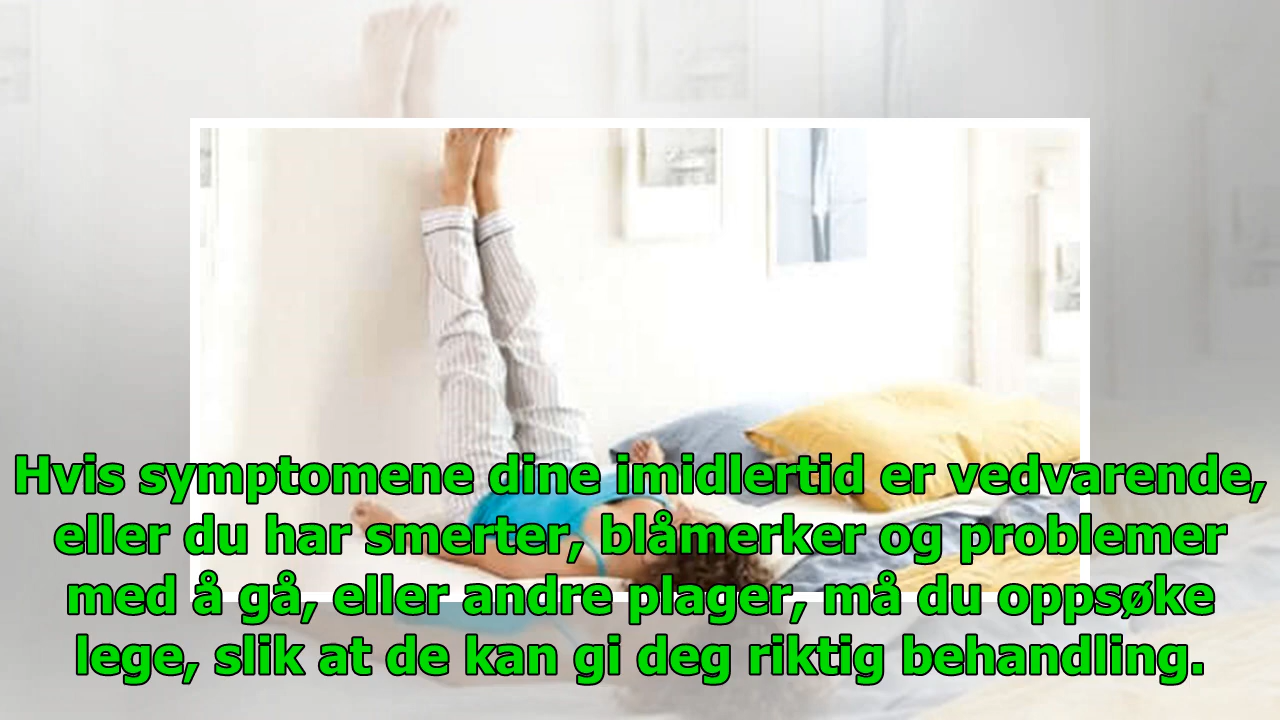 Hvis symptomene dine imidlertid er vedvarende,
eller du har smerter, blåmerker og problemer
med å gå, eller andre plager, må du oppsøke
lege, slik at de kan gi deg riktig behandling.